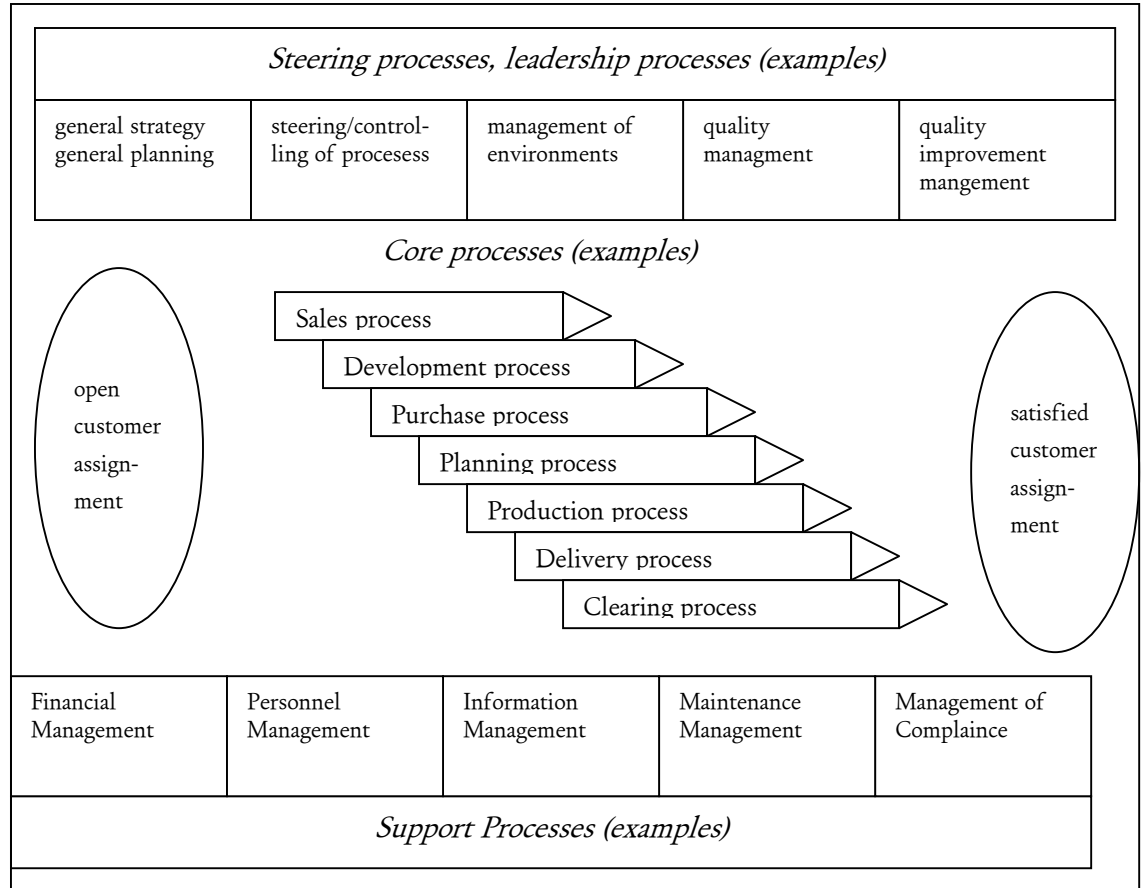 Steering processes, leadership processes (examples)
general strategy
general planning
steering/control-
ling of procesess
management of
environments
quality
managment
quality
improvement
mangement
Core processes (examples)
open
customer
assign-
ment
Sales process
Development process
Purchase process
Planning process
Production process
Delivery process
Clearing process
satisfied
customer
assign-
ment
Financial
Management
Personnel
Management
Information
Management
Maintenance
Management
Management of
Complaince
Support Processes (examples)